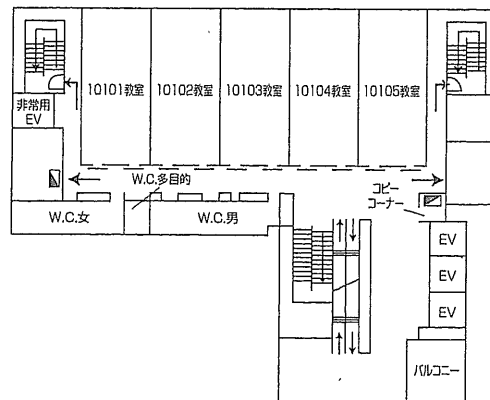 10101教室
10102教室
10103教室
10104教室
10105教室
非常用
EV
W.C.多目的
コピー
コーナー
W.C.女
W.C.男
EV
EV
EV
バルコニー